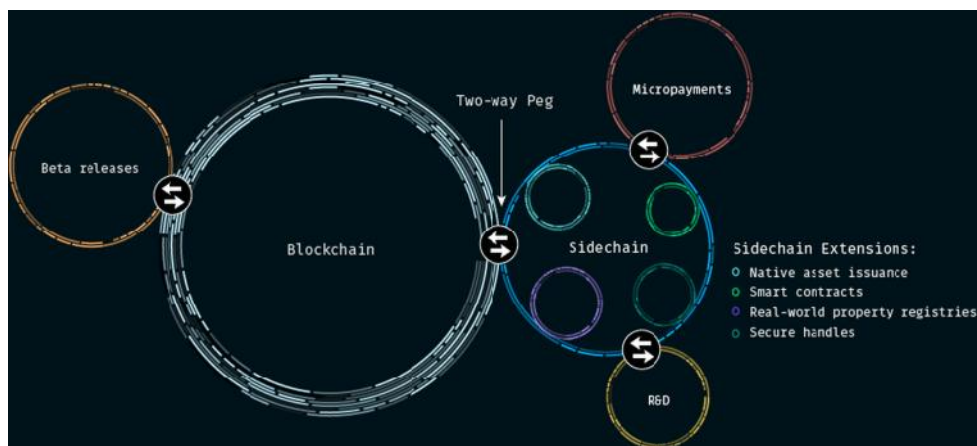 Two-way Peg
Micropayments
Beta releases
Blockchain
Sidechain
Sidechain Extensions:
Native asset issuance
Smart contracts
Real-world property registries
Secure handles
R&D